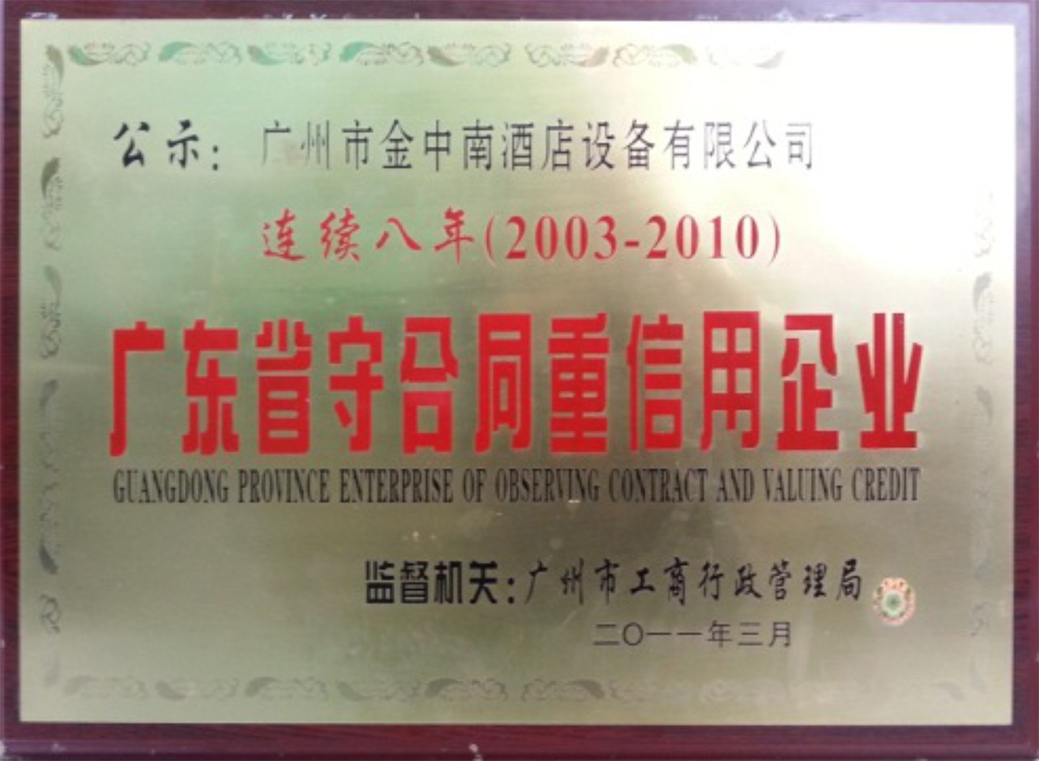 公示：广州市金中南酒店设备有限公司
连续八年(2003-2010)
广东省守合同重信用企业
GUANGDONG PROVINCE ENTERPRISE OF OBSERVING CONTRACT AND VALUING CREDIT
监督机关：广州市工商行政管理局
二〇一一年三月